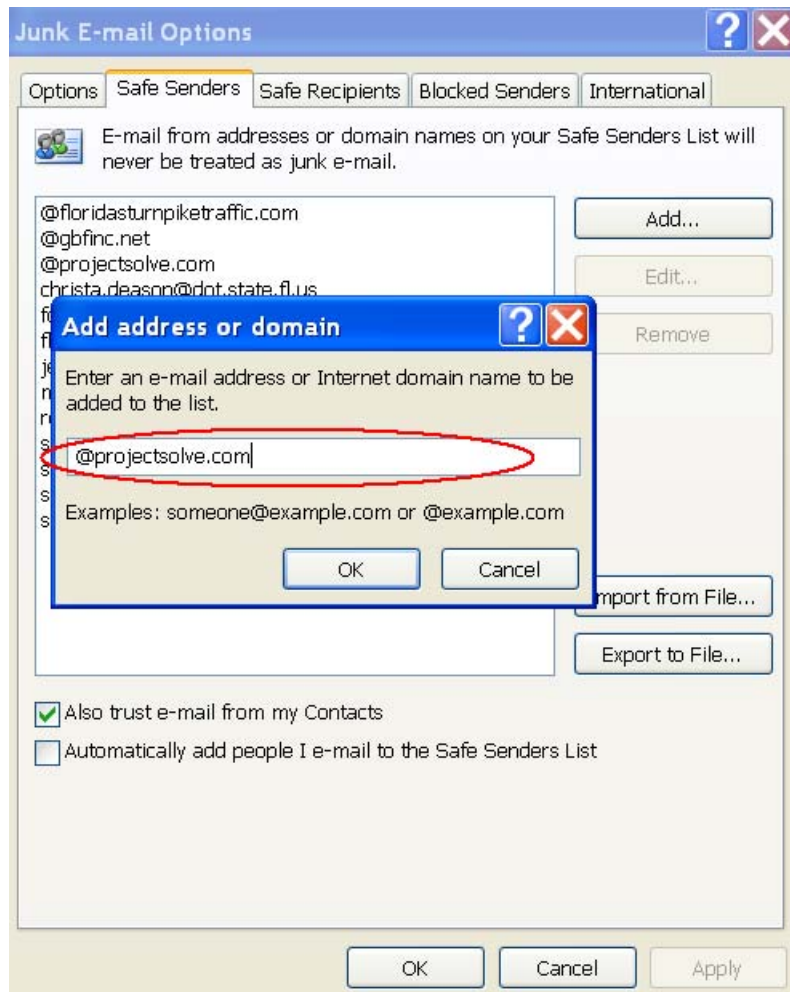 Junk E-mail Options
Options Safe Senders Safe Recipients Blocked Senders International
E-mail from addresses or domain names on your Safe Senders List will
never be treated as junk e-mail.
@floridasturnpiketraffic.com
@gbfinc.net
@projectsolve.com
christa.deason@dot.state.fl.us
Add...
Edit...
Remove
Add address or domain
Enter an e-mail address or Internet domain name to be
added to the list.
@projectsolve.com
Examples: someone@example.com or @example.com
OK Cancel
Import from File...
Export to File...
Also trust e-mail from my Contacts
Automatically add people I e-mail to the Safe Senders List
OK Cancel Apply